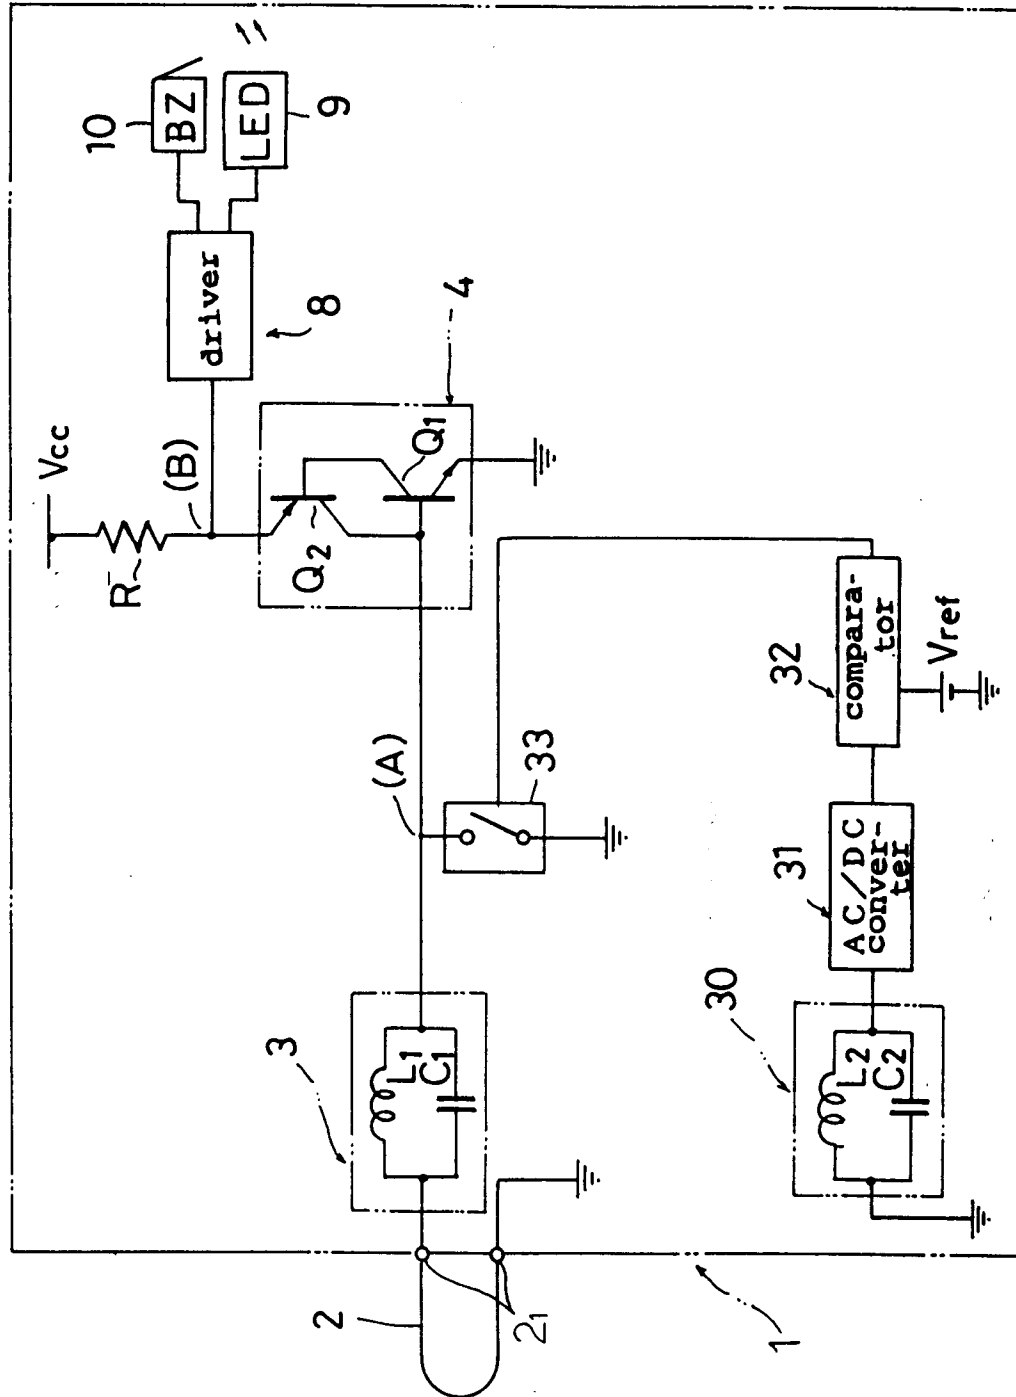 10
BZ
LED
9
Vcc
R
(B)
driver
8
4
Q2
Q1
3
L1
C1
(A)
33
2
21
30
L2
C2
31
AC/DC
conver-
ter
32
compara-
tor
Vref
1